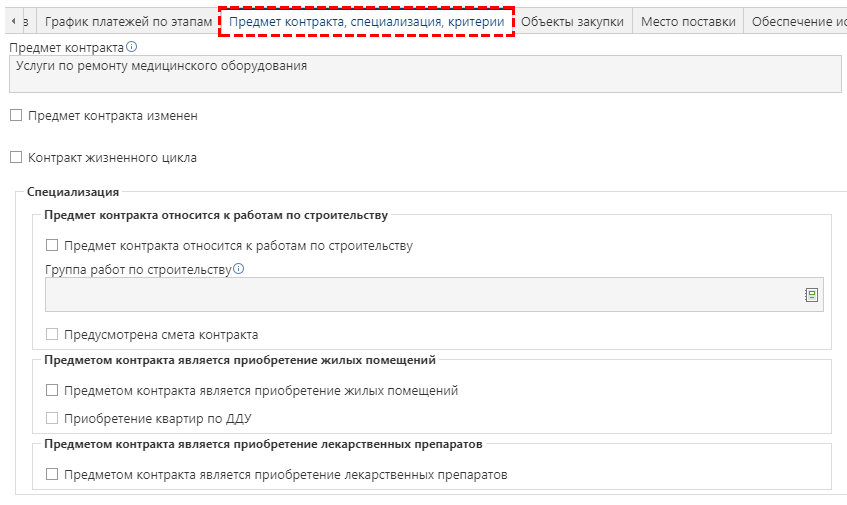 в График платежей по этапам Предмет контракта, специализация, критерии Объекты закупки Место поставки Обеспечение ис
Предмет контракта
Услуги по ремонту медицинского оборудования
Предмет контракта изменен
Контракт жизненного цикла
Специализация
Предмет контракта относится к работам по строительству
Предмет контракта относится к работам по строительству
Группа работ по строительству
Предусмотрена смета контракта
Предметом контракта является приобретение жилых помещений
Предметом контракта является приобретение жилых помещений
Приобретение квартир по ДДУ
Предметом контракта является приобретение лекарственных препаратов
Предметом контракта является приобретение лекарственных препаратов